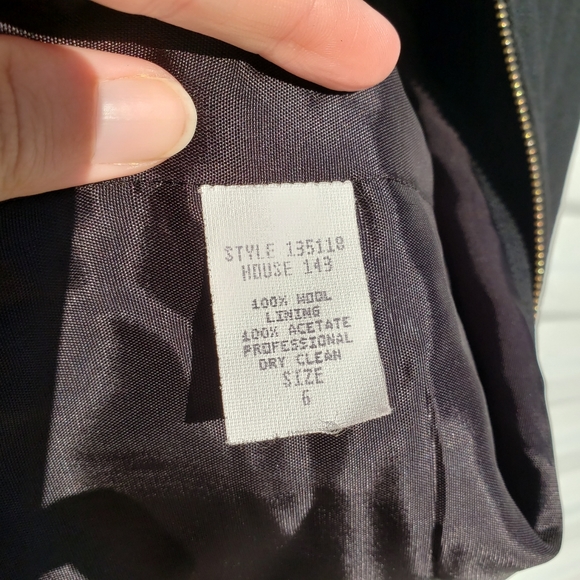 STYLE 135118
HOUSE 143
100% WOOL
LINING
100% ACETATE
PROFESSIONAL
DRY CLEAN
SIZE
6